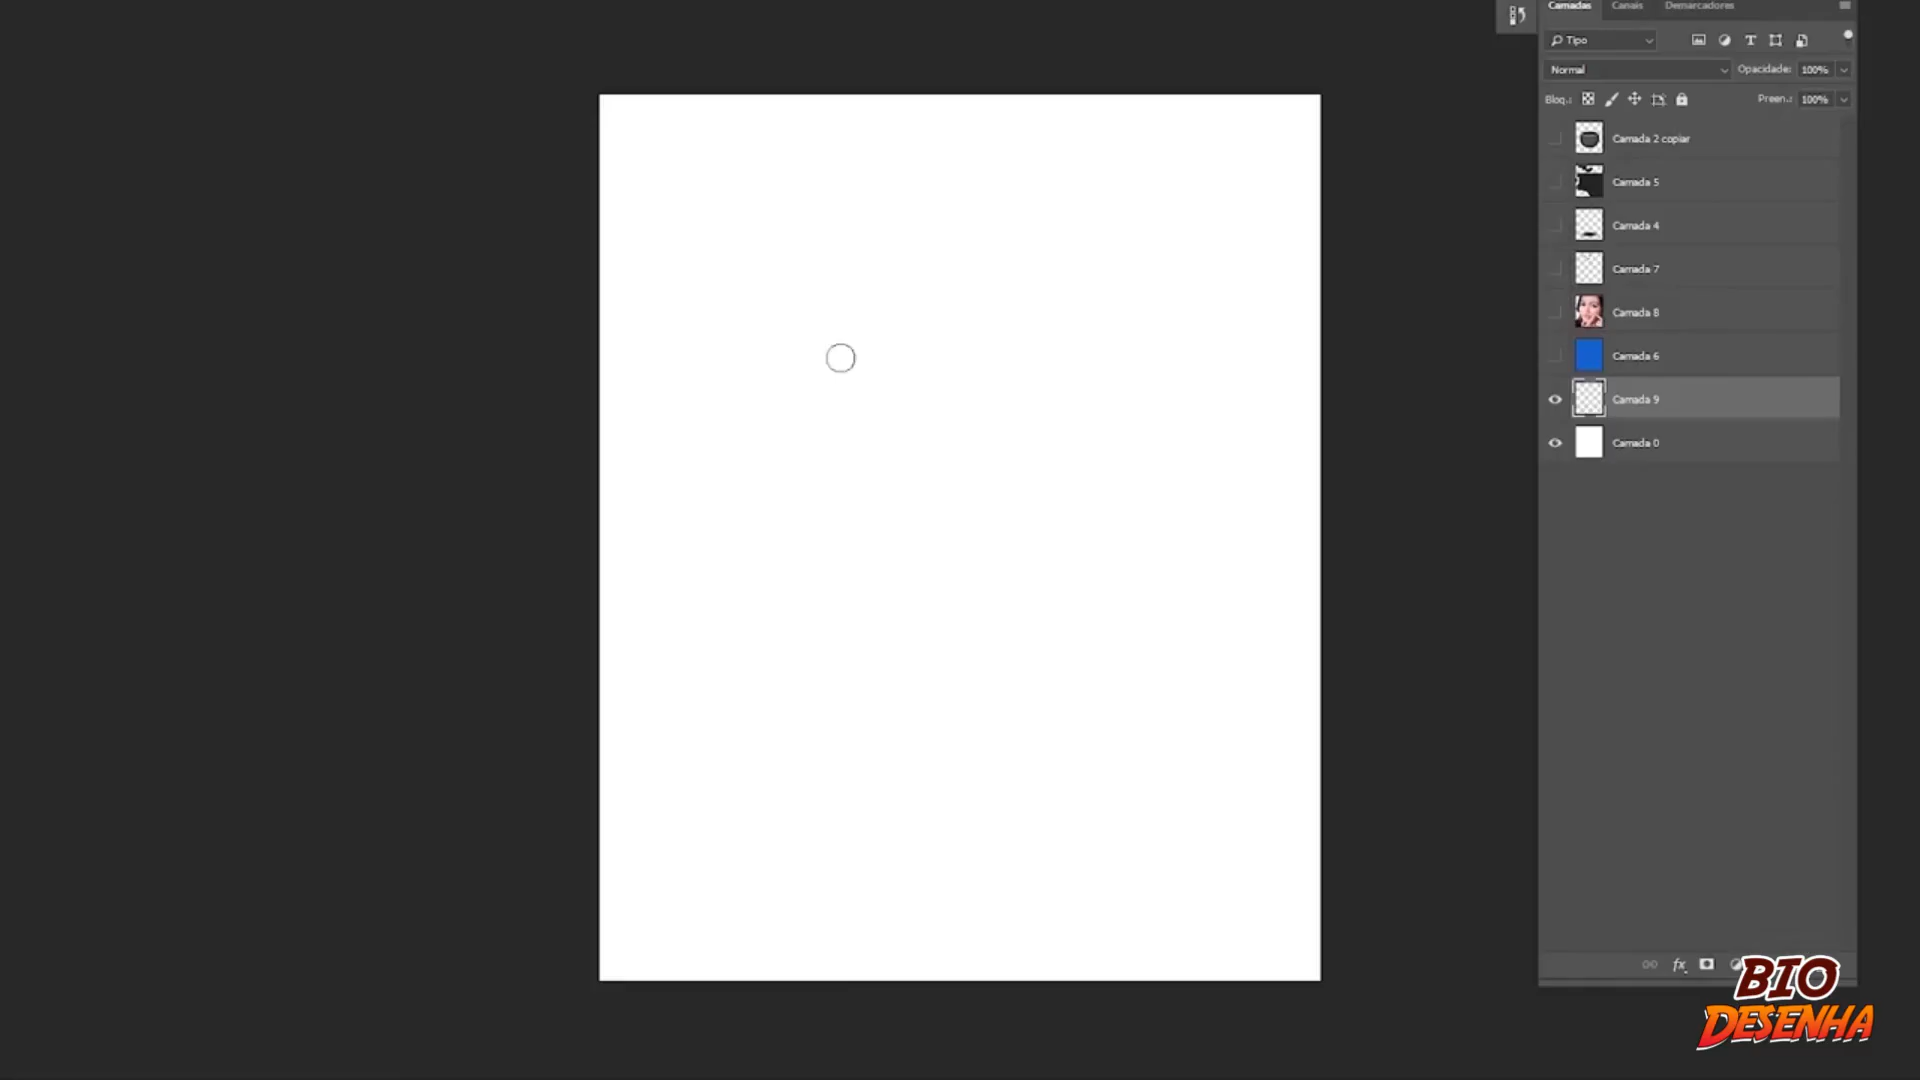 Camadas Canais Demarcadores
Tipo
Normal Opacidade: 100%
Bloq.: Preen.: 100%
Camada 2 copiar
Camada 5
Camada 4
Camada 7
Camada 8
Camada 6
Camada 9
Camada 0
fx
BIO
DESENHA